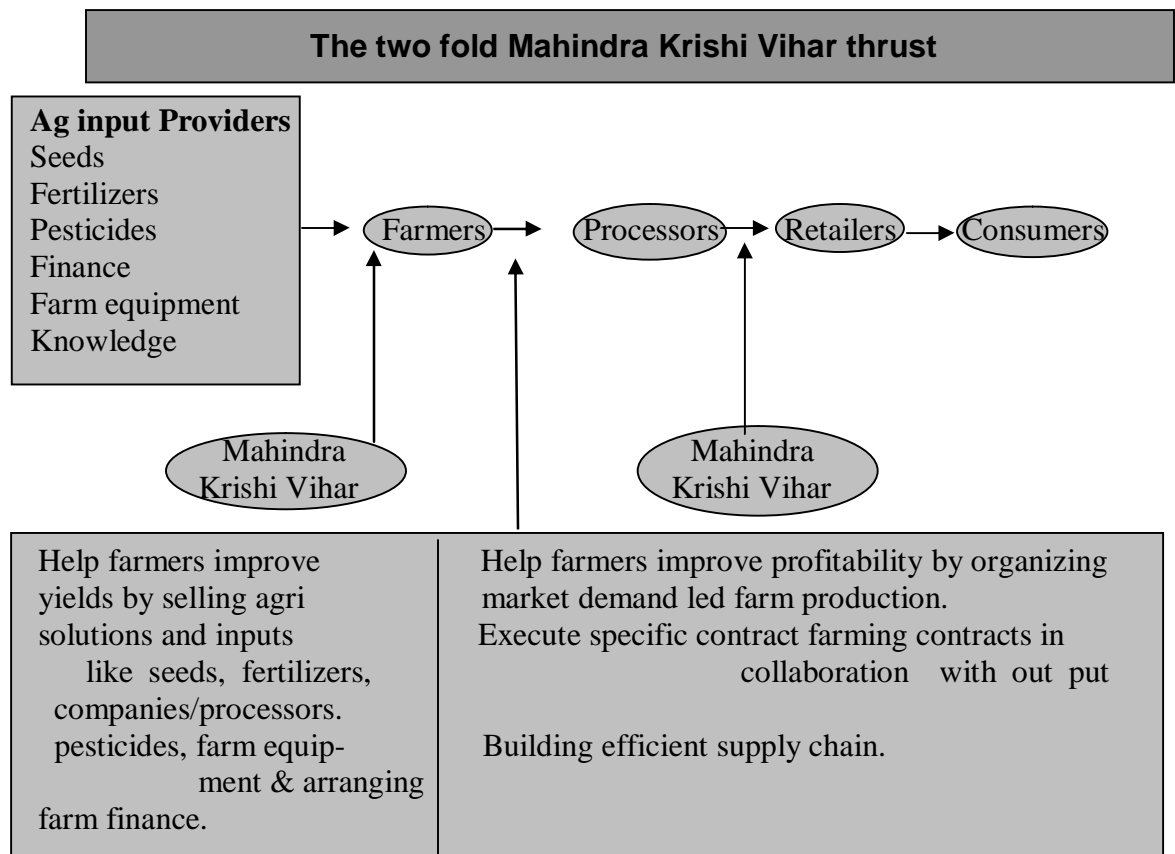 The two fold Mahindra Krishi Vihar thrust
Ag input Providers
Seeds
Fertilizers
Pesticides
Finance
Farm equipment
Knowledge
Farmers
Processors
Retailers
Consumers
Mahindra
Krishi Vihar
Mahindra
Krishi Vihar
Help farmers improve
yields by selling agri
solutions and inputs
like seeds, fertilizers,
companies/processors.
pesticides, farm equip-
ment & arranging
farm finance.
Help farmers improve profitability by organizing
market demand led farm production.
Execute specific contract farming contracts in
collaboration with out put
Building efficient supply chain.